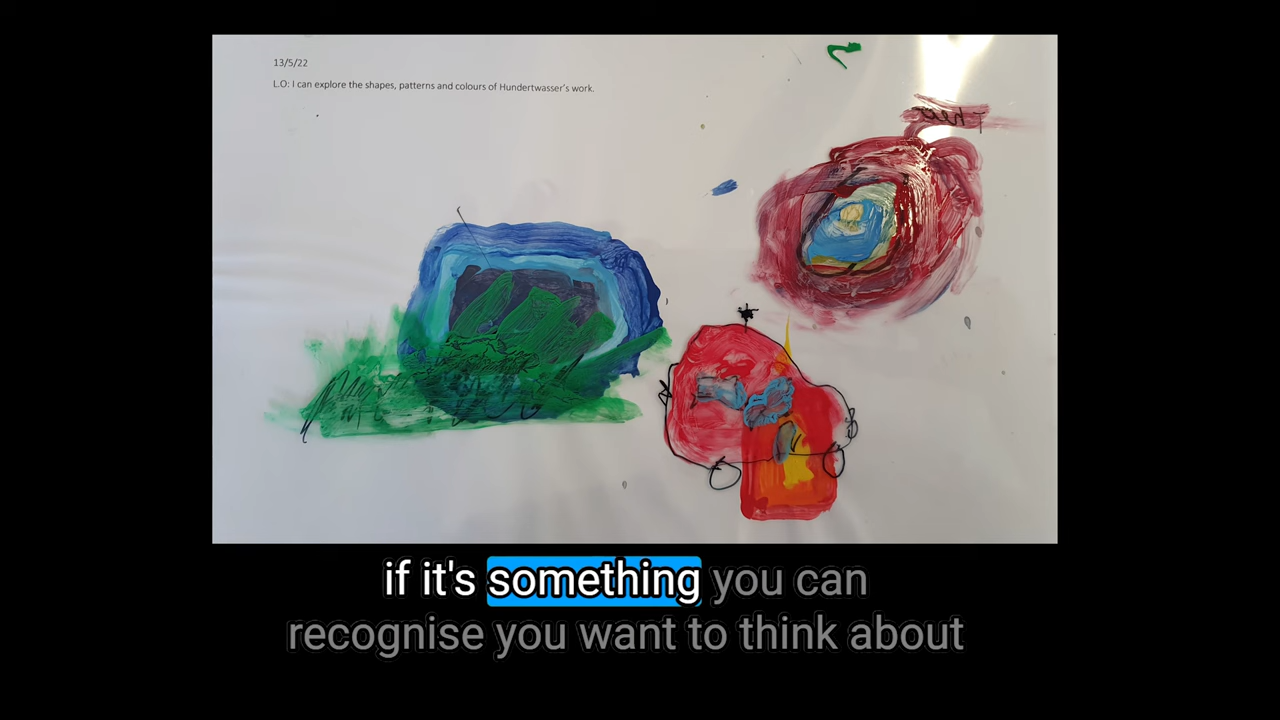 13/5/22
L.O: I can explore the shapes, patterns and colours of Hundertwasser's work.
if it's something you can
recognise you want to think about